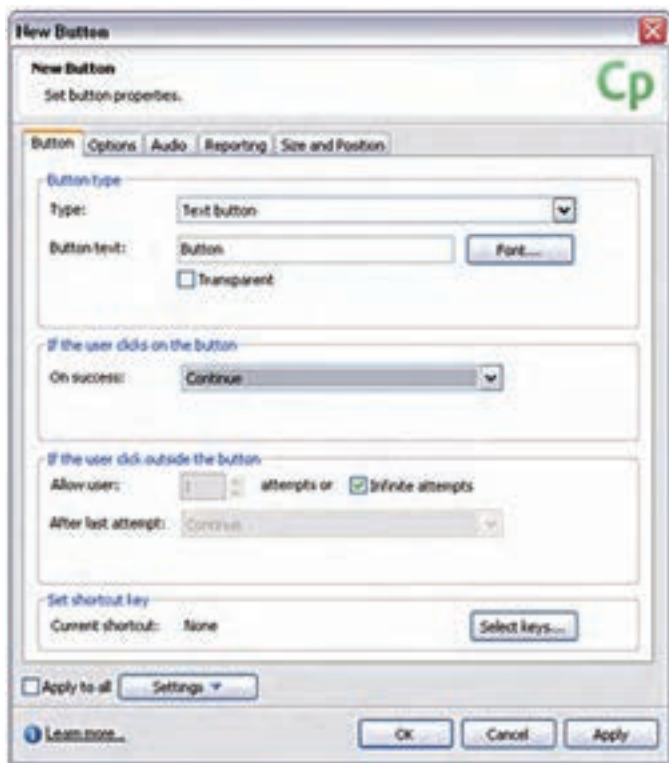 New Button
New Button
Set button properties.
Cp
Button Options Audio Reporting Size and Position
Button type
Type: Text button
Button text: Button Font...
Transparent
If the user clicks on the button
On success: Continue
If the user click outside the button
Allow user: 1 attempts or Infinite attempts
After last attempt: Continue
Set shortcut key
Current shortcut: None Select keys...
Apply to all Settings
Learn more... OK Cancel Apply